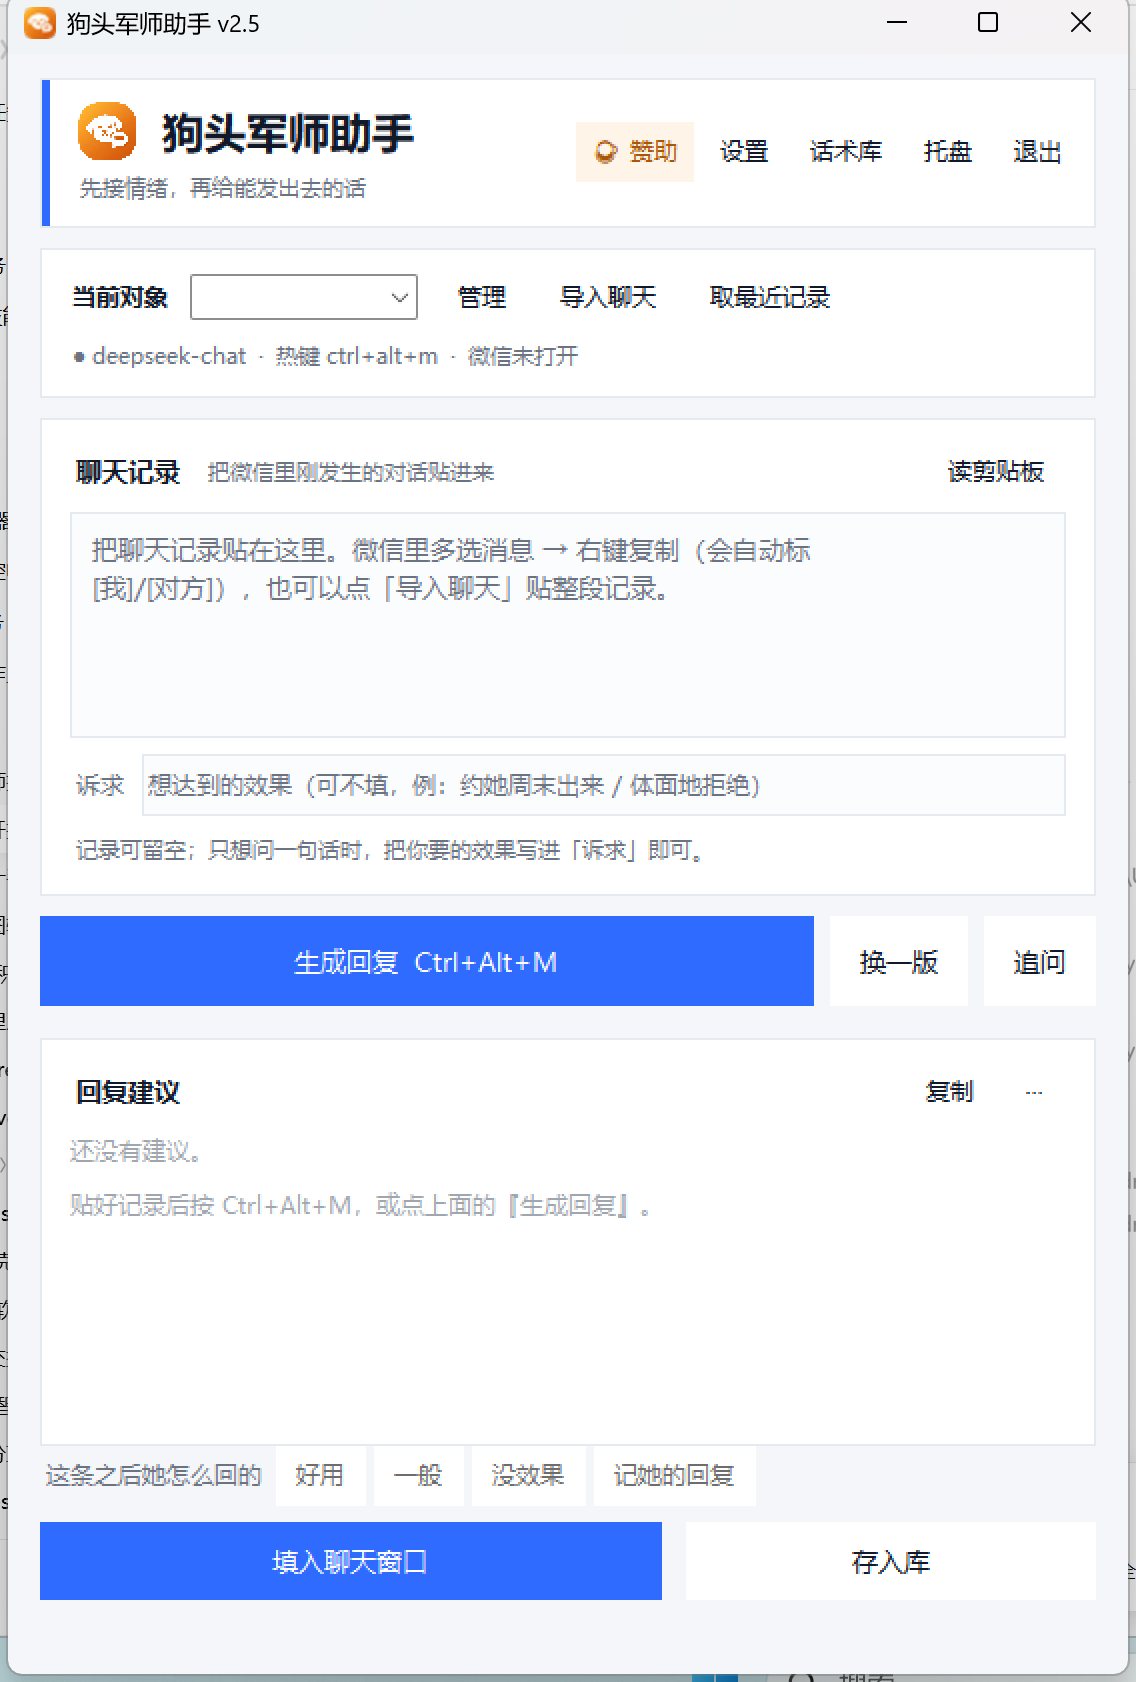 狗头军师助手 v2.5
狗头军师助手
先接情绪，再给能发出去的话
赞助 设置 话术库 托盘 退出
当前对象 管理 导入聊天 取最近记录
● deepseek-chat · 热键 ctrl+alt+m · 微信未打开
聊天记录 把微信里刚发生的对话贴进来 读剪贴板
把聊天记录贴在这里。微信里多选消息 → 右键复制（会自动标
[我]/[对方]），也可以点「导入聊天」贴整段记录。
诉求 想达到的效果（可不填，例：约她周末出来 / 体面地拒绝）
记录可留空；只想问一句话时，把你要的效果写进「诉求」即可。
生成回复 Ctrl+Alt+M 换一版 追问
回复建议 复制 ...
还没有建议。
贴好记录后按 Ctrl+Alt+M，或点上面的『生成回复』。
这条之后她怎么回的 好用 一般 没效果 记她的回复
填入聊天窗口 存入库